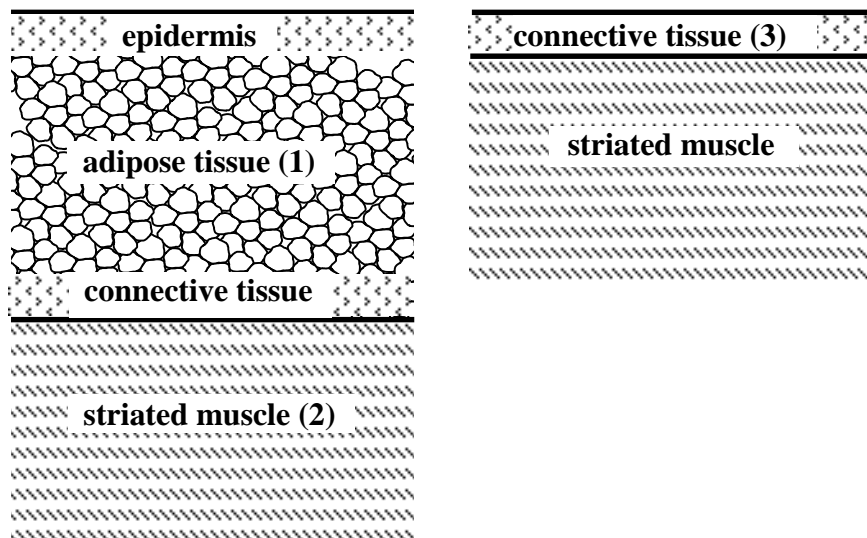 epidermis
adipose tissue (1)
connective tissue
striated muscle (2)
connective tissue (3)
striated muscle